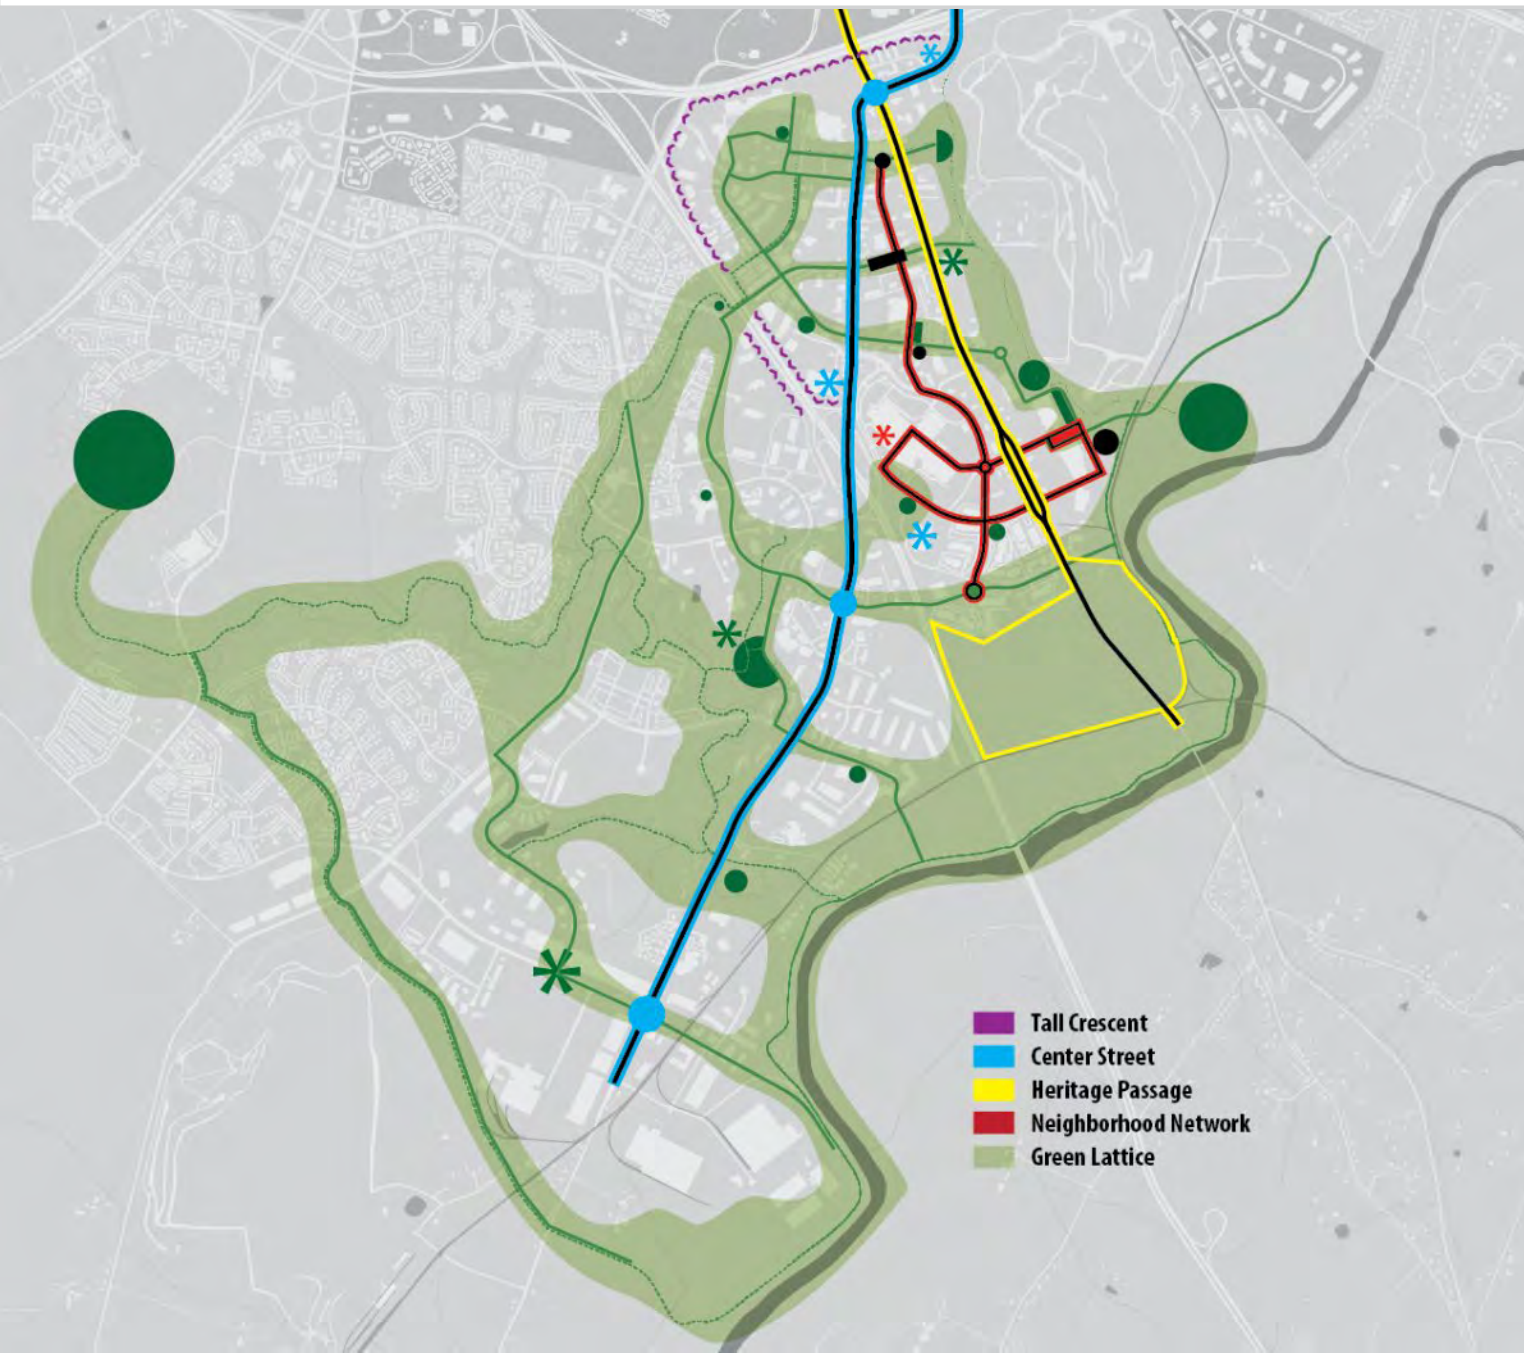 Tall Crescent
Center Street
Heritage Passage
Neighborhood Network
Green Lattice